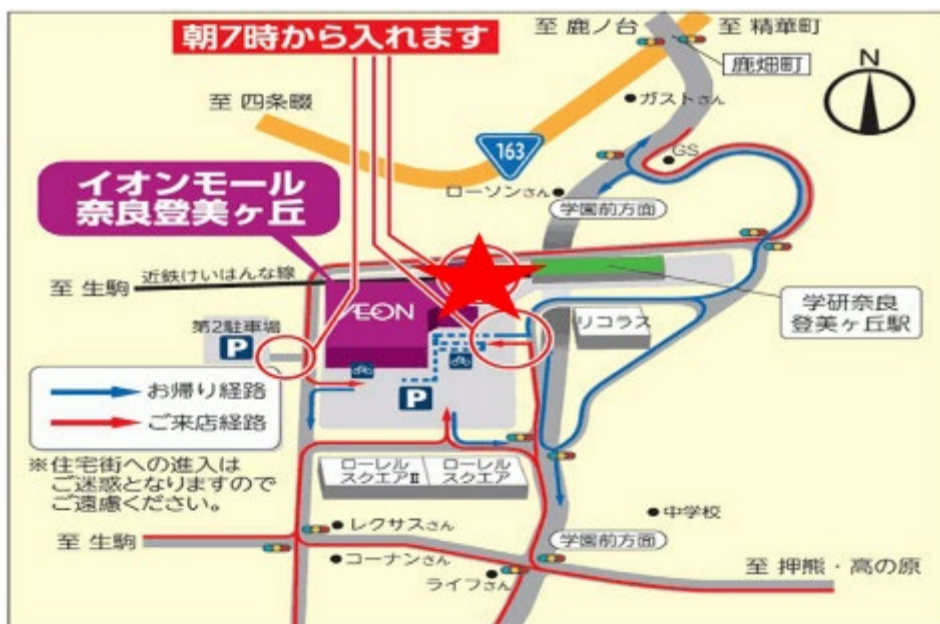 朝7時から入れます
至 鹿ノ台
至 精華町
鹿畑町
N
至 四条畷
ガストさん
163
GS
イオンモール
奈良登美ヶ丘
ローソンさん
学園前方面
近鉄けいはんな線
至 生駒
ÆON
学研奈良
登美ヶ丘駅
リコラス
第2駐車場
P
P
お帰り経路
ご来店経路
※住宅街への進入は
ご迷惑となりますので
ご遠慮ください。
ローレル
スクエアⅡ
ローレル
スクエア
レクサスさん
中学校
至 生駒
学園前方面
コーナンさん
ライフさん
至 押熊・高の原